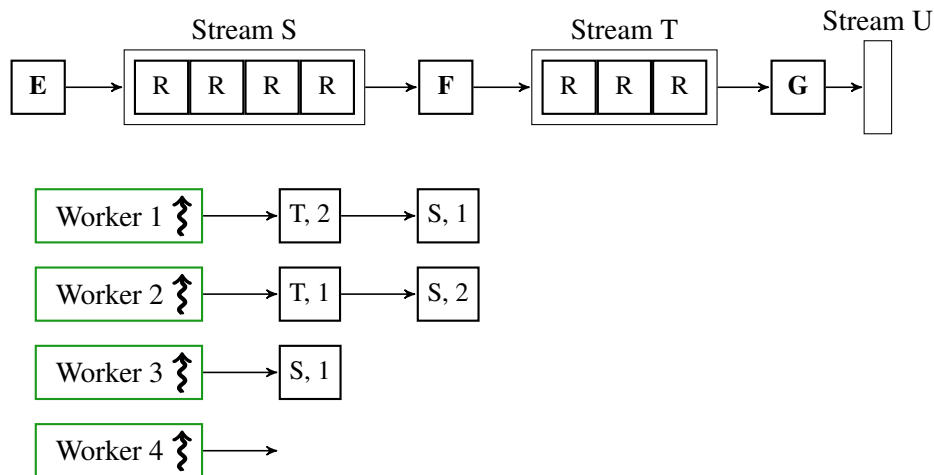 Stream S
Stream T
Stream U
E R R R R F R R R G
Worker 1 T, 2 S, 1
Worker 2 T, 1 S, 2
Worker 3 S, 1
Worker 4